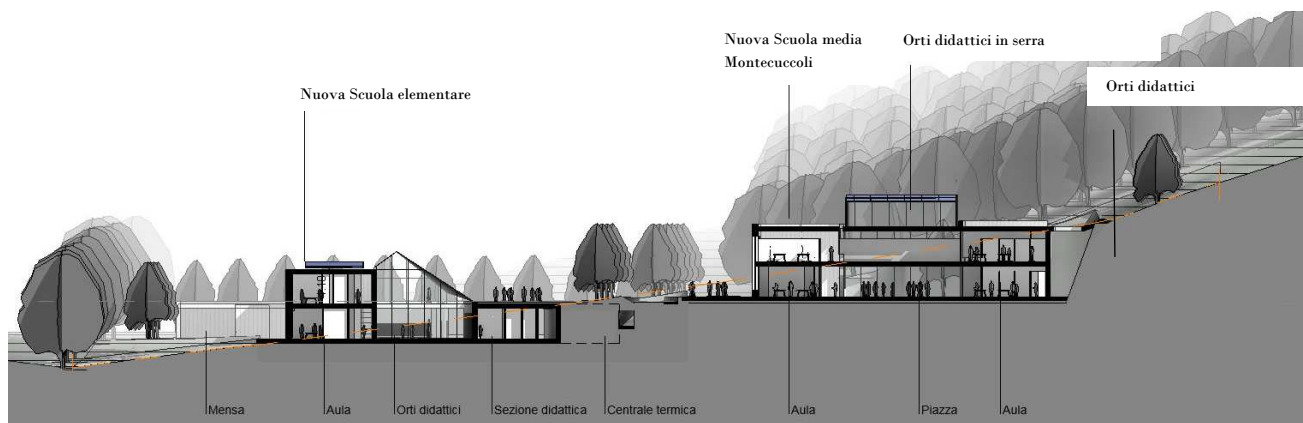 Nuova Scuola media
Montecuccoli
Orti didattici in serra
Orti didattici
Nuova Scuola elementare
Mensa
Aula
Orti didattici
Sezione didattica
Centrale termica
Aula
Piazza
Aula